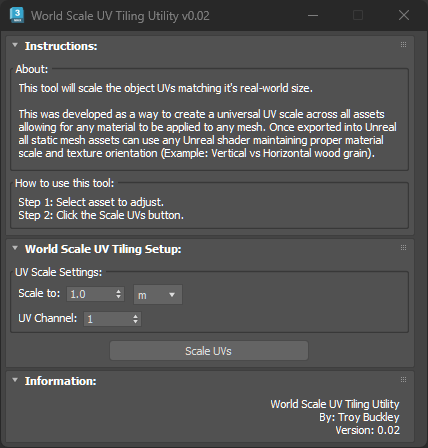 World Scale UV Tiling Utility v0.02
Instructions:
About:
This tool will scale the object UVs matching it's real-world size.
This was developed as a way to create a universal UV scale across all assets
allowing for any material to be applied to any mesh. Once exported into Unreal
all static mesh assets can use any Unreal shader maintaining proper material
scale and texture orientation (Example: Vertical vs Horizontal wood grain).
How to use this tool:
Step 1: Select asset to adjust.
Step 2: Click the Scale UVs button.
World Scale UV Tiling Setup:
UV Scale Settings:
Scale to: 1.0 m
UV Channel: 1
Scale UVs
Information:
World Scale UV Tiling Utility
By: Troy Buckley
Version: 0.02